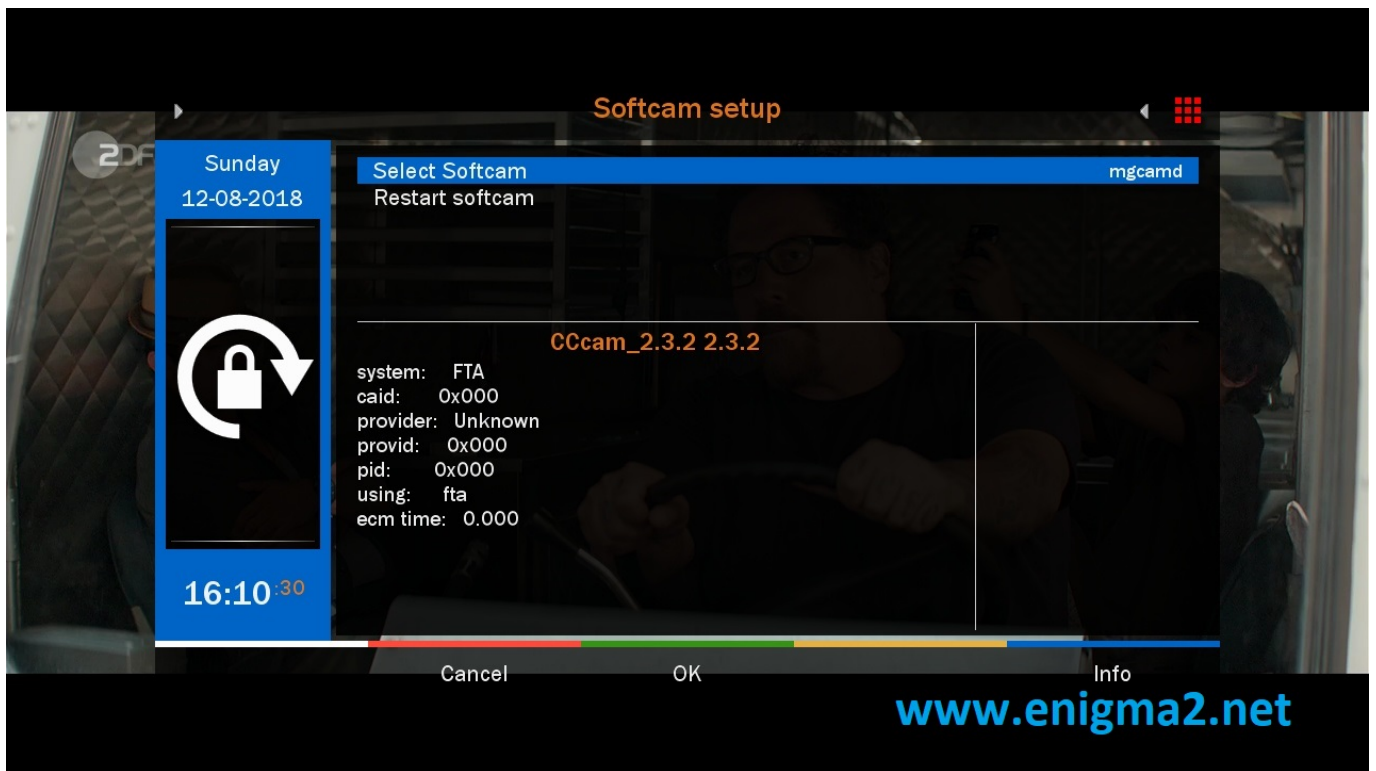 Softcam setup
2DF
Sunday
12-08-2018
Select Softcam mgcamd
Restart softcam
CCcam_2.3.2 2.3.2
system: FTA
caid: 0x000
provider: Unknown
provid: 0x000
pid: 0x000
using: fta
ecm time: 0.000
16:10:30
Cancel OK Info
www.enigma2.net